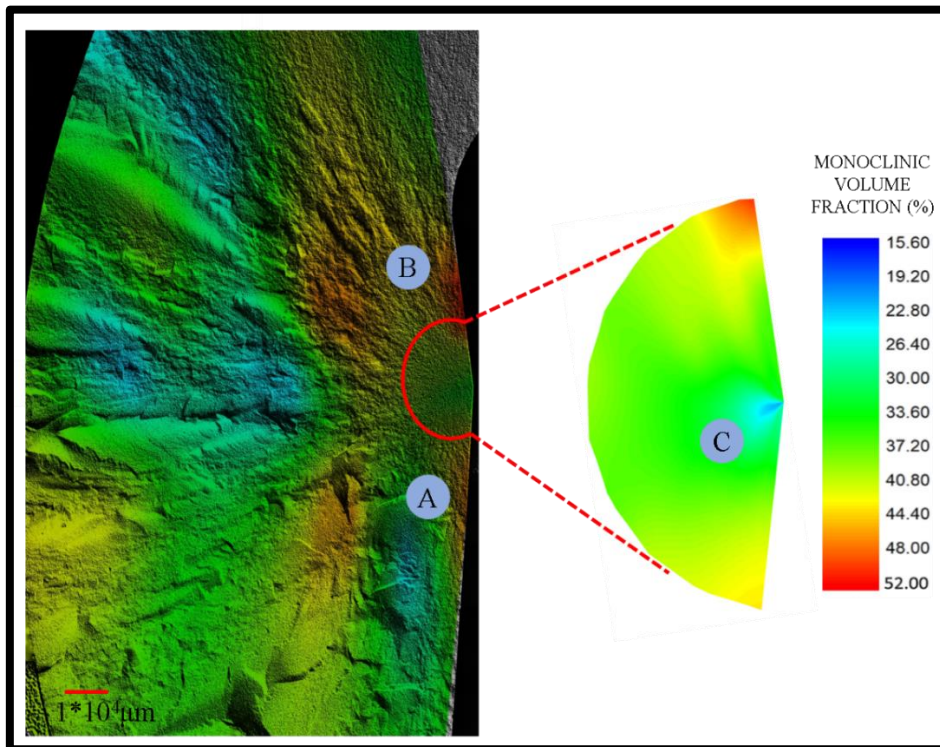 B
A
1*10⁴μm
C
MONOCLINIC
VOLUME
FRACTION (%)
15.60
19.20
22.80
26.40
30.00
33.60
37.20
40.80
44.40
48.00
52.00